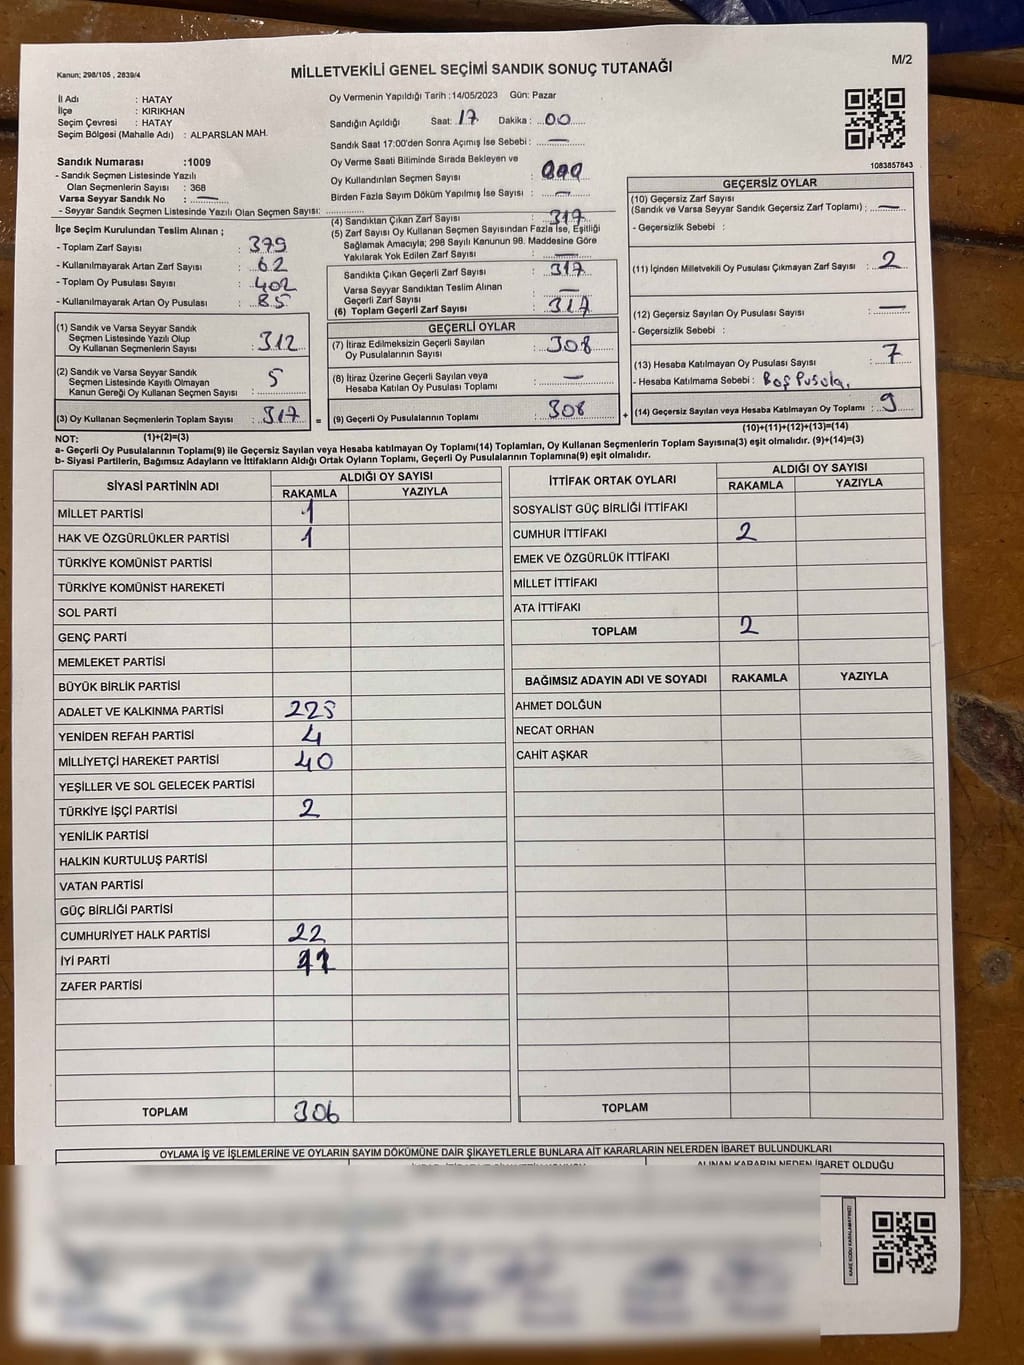 M/2
Kanun; 298/105 , 2839/4
MİLLETVEKİLİ GENEL SEÇİMİ SANDIK SONUÇ TUTANAĞI
İl Adı : HATAY
İlçe : KIRIKHAN
Seçim Çevresi : HATAY
Seçim Bölgesi (Mahalle Adı) : ALPARSLAN MAH.
Sandık Numarası :1009
- Sandık Seçmen Listesinde Yazılı
Olan Seçmenlerin Sayısı : 368
Varsa Seyyar Sandık No : —
- Seyyar Sandık Seçmen Listesinde Yazılı Olan Seçmen Sayısı:
İlçe Seçim Kurulundan Teslim Alınan ;
- Toplam Zarf Sayısı : 379
- Kullanılmayarak Artan Zarf Sayısı : 62
- Toplam Oy Pusulası Sayısı : 402
- Kullanılmayarak Artan Oy Pusulası : 85
(1) Sandık ve Varsa Seyyar Sandık
Seçmen Listesinde Yazılı Olup
Oy Kullanan Seçmenlerin Sayısı : 312
(2) Sandık ve Varsa Seyyar Sandık
Seçmen Listesinde Kayıtlı Olmayan
Kanun Gereği Oy Kullanan Seçmen Sayısı : 5
(3) Oy Kullanan Seçmenlerin Toplam Sayısı : 317 =
(1)+(2)=(3)
Oy Vermenin Yapıldığı Tarih :14/05/2023 Gün: Pazar
Sandığın Açıldığı Saat: 17 Dakika : 00
Sandık Saat 17:00'den Sonra Açımış İse Sebebi : —
Oy Verme Saati Bitiminde Sırada Bekleyen ve
Oy Kullandırılan Seçmen Sayısı :
Birden Fazla Sayım Döküm Yapılmış İse Sayısı : —
(4) Sandıktan Çıkan Zarf Sayısı : 317
(5) Zarf Sayısı Oy Kullanan Seçmen Sayısından Fazla İse, Eşitliği
Sağlamak Amacıyla; 298 Sayılı Kanunun 98. Maddesine Göre
Yakılarak Yok Edilen Zarf Sayısı : —
Sandıkta Çıkan Geçerli Zarf Sayısı : 317
Varsa Seyyar Sandıktan Teslim Alınan
Geçerli Zarf Sayısı : —
(6) Toplam Geçerli Zarf Sayısı : 317
GEÇERLİ OYLAR
(7) İtiraz Edilmeksizin Geçerli Sayılan
Oy Pusulalarının Sayısı : 308
(8) İtiraz Üzerine Geçerli Sayılan veya
Hesaba Katılan Oy Pusulası Toplamı : —
(9) Geçerli Oy Pusulalarının Toplamı : 308 +
1083857843
GEÇERSİZ OYLAR
(10) Geçersiz Zarf Sayısı
(Sandık ve Varsa Seyyar Sandık Geçersiz Zarf Toplamı) : —
- Geçersizlik Sebebi :
(11) İçinden Milletvekili Oy Pusulası Çıkmayan Zarf Sayısı : 2
(12) Geçersiz Sayılan Oy Pusulası Sayısı : —
- Geçersizlik Sebebi :
(13) Hesaba Katılmayan Oy Pusulası Sayısı : 7
- Hesaba Katılmama Sebebi : Boş Pusula.
(14) Geçersiz Sayılan veya Hesaba Katılmayan Oy Toplamı : 9
(10)+(11)+(12)+(13)=(14)
NOT:
a- Geçerli Oy Pusulalarının Toplamı(9) ile Geçersiz Sayılan veya Hesaba katılmayan Oy Toplamı(14) Toplamları, Oy Kullanan Seçmenlerin Toplam Sayısına(3) eşit olmalıdır. (9)+(14)=(3)
b- Siyasi Partilerin, Bağımsız Adayların ve İttifakların Aldığı Ortak Oyların Toplamı, Geçerli Oy Pusulalarının Toplamına(9) eşit olmalıdır.
SİYASİ PARTİNİN ADI ALDIĞI OY SAYISI
RAKAMLA YAZIYLA
MİLLET PARTİSİ 1
HAK VE ÖZGÜRLÜKLER PARTİSİ 1
TÜRKİYE KOMÜNİST PARTİSİ
TÜRKİYE KOMÜNİST HAREKETİ
SOL PARTİ
GENÇ PARTİ
MEMLEKET PARTİSİ
BÜYÜK BİRLİK PARTİSİ
ADALET VE KALKINMA PARTİSİ 225
YENİDEN REFAH PARTİSİ 4
MİLLİYETÇİ HAREKET PARTİSİ 40
YEŞİLLER VE SOL GELECEK PARTİSİ
TÜRKİYE İŞÇİ PARTİSİ 2
YENİLİK PARTİSİ
HALKIN KURTULUŞ PARTİSİ
VATAN PARTİSİ
GÜÇ BİRLİĞİ PARTİSİ
CUMHURİYET HALK PARTİSİ 22
İYİ PARTİ 11
ZAFER PARTİSİ
TOPLAM 306
İTTİFAK ORTAK OYLARI ALDIĞI OY SAYISI
RAKAMLA YAZIYLA
SOSYALİST GÜÇ BİRLİĞİ İTTİFAKI
CUMHUR İTTİFAKI 2
EMEK VE ÖZGÜRLÜK İTTİFAKI
MİLLET İTTİFAKI
ATA İTTİFAKI
TOPLAM 2
BAĞIMSIZ ADAYIN ADI VE SOYADI RAKAMLA YAZIYLA
AHMET DOLĞUN
NECAT ORHAN
CAHİT AŞKAR
TOPLAM
OYLAMA İŞ VE İŞLEMLERİNE VE OYLARIN SAYIM DÖKÜMÜNE DAİR ŞİKAYETLERLE BUNLARA AİT KARARLARIN NELERDEN İBARET BULUNDUKLARI
ALINAN KARARIN NEDEN İBARET OLDUĞU
KARE KODU KARALAMAYINIZ!